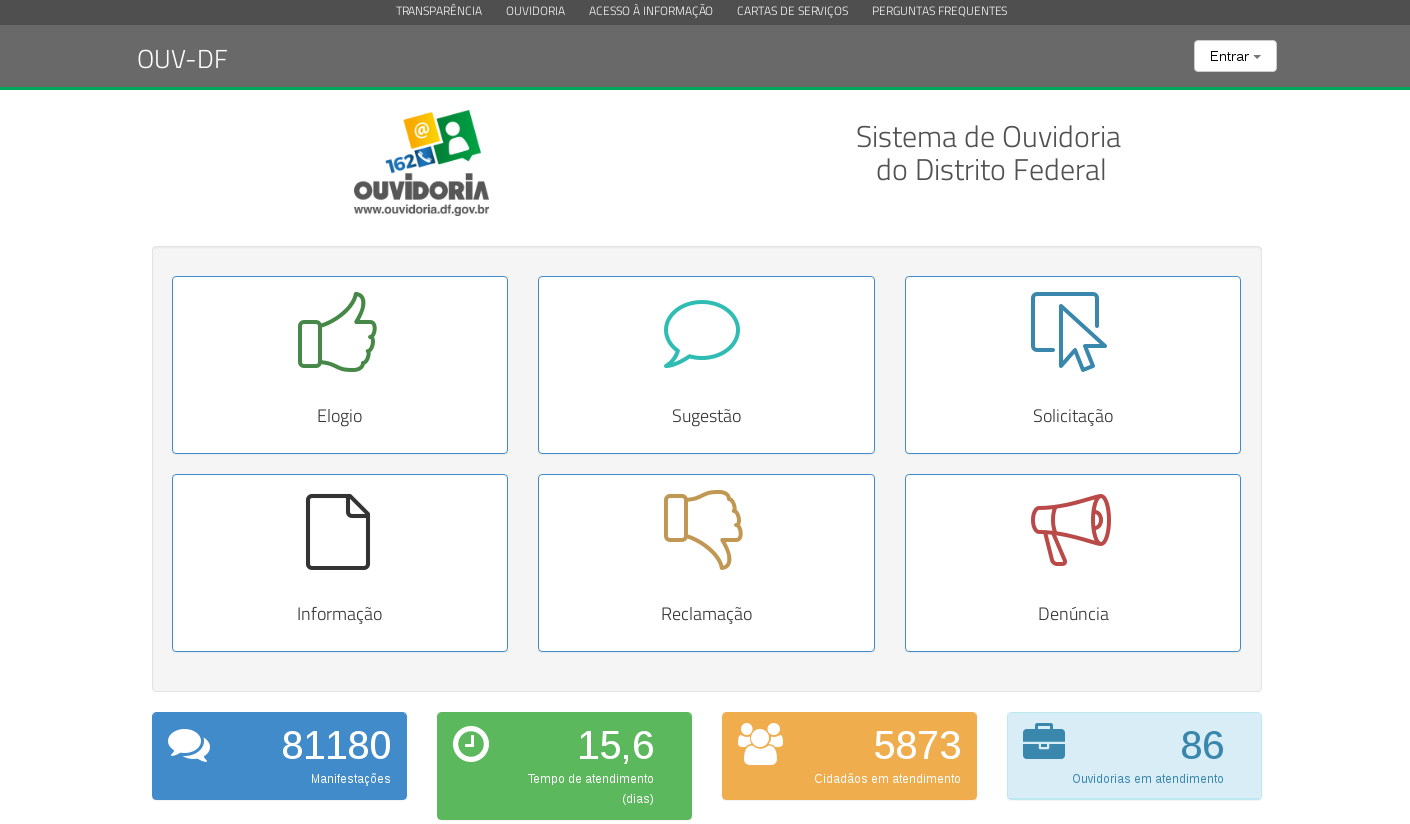 TRANSPARÊNCIA OUVIDORIA ACESSO À INFORMAÇÃO CARTAS DE SERVIÇOS PERGUNTAS FREQUENTES
OUV-DF
Entrar
@
162
OUVIDORIA
www.ouvidoria.df.gov.br
Sistema de Ouvidoria
do Distrito Federal
Elogio
Sugestão
Solicitação
Informação
Reclamação
Denúncia
81180
Manifestações
15,6
Tempo de atendimento
(dias)
5873
Cidadãos em atendimento
86
Ouvidorias em atendimento